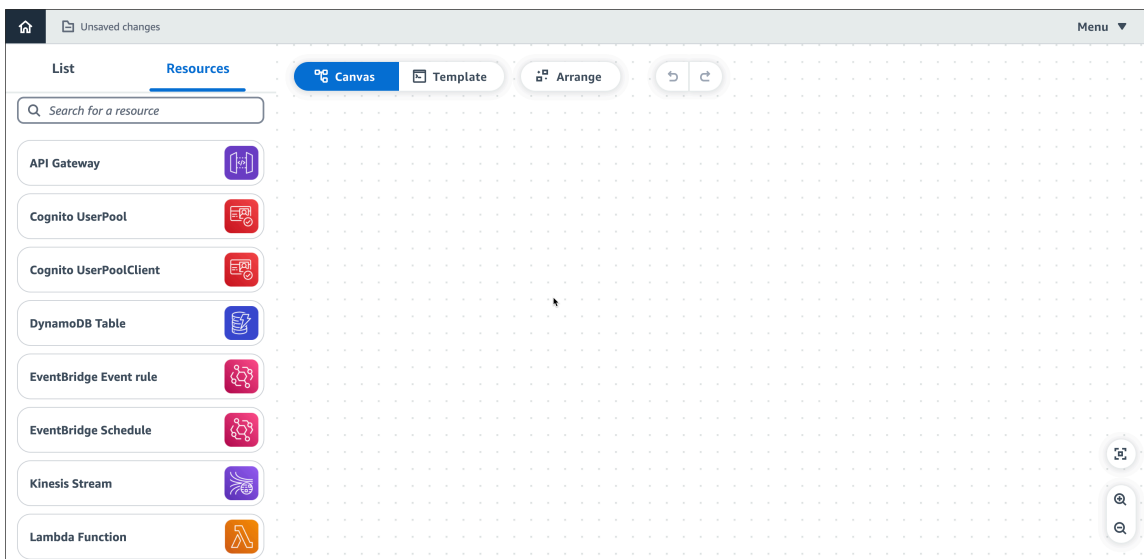 Unsaved changes
Menu
List
Resources
Canvas
Template
Arrange
Search for a resource
API Gateway
Cognito UserPool
Cognito UserPoolClient
DynamoDB Table
EventBridge Event rule
EventBridge Schedule
Kinesis Stream
Lambda Function